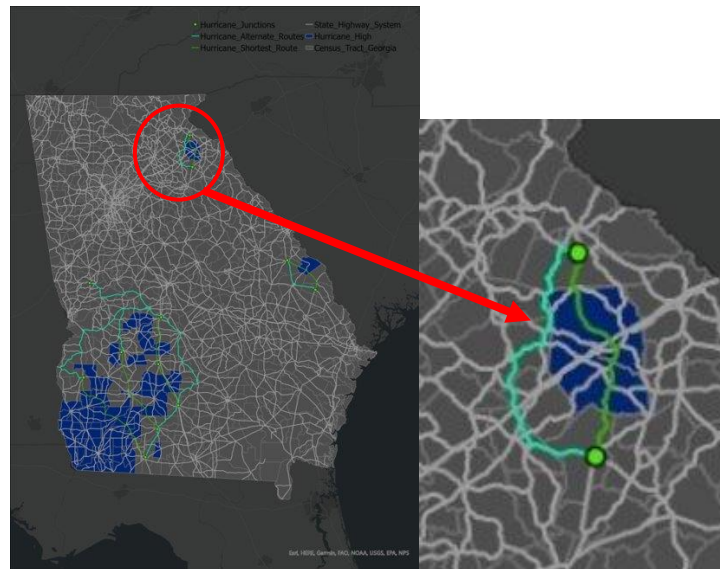 Hurricane_Junctions State_Highway_System
Hurricane_Alternate_Routes Hurricane_High
Hurricane_Shortest_Route Census_Tract_Georgia
Esri, HERE, Garmin, FAO, NOAA, USGS, EPA, NPS